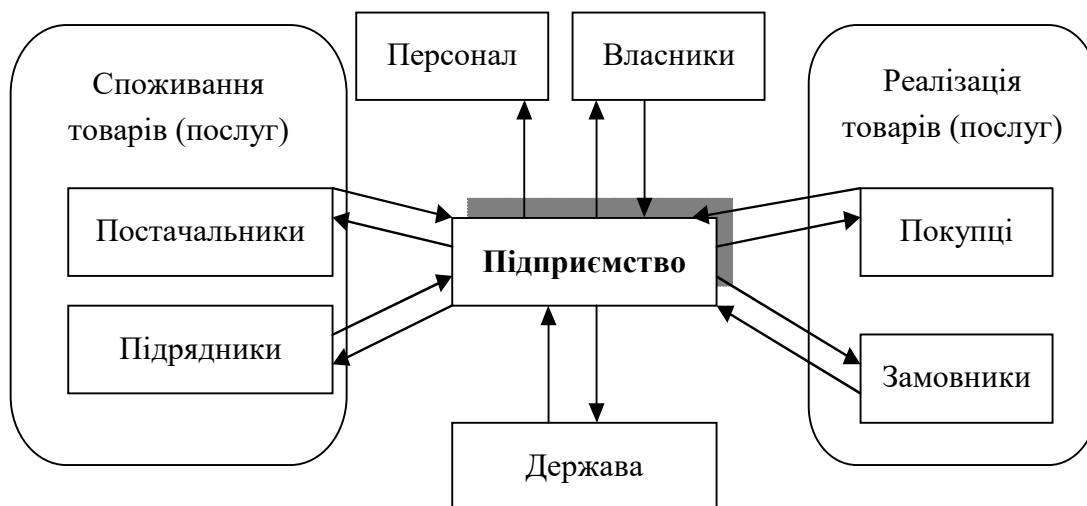 Персонал
Власники
Споживання
товарів (послуг)
Реалізація
товарів (послуг)
Постачальники
Підприємство
Покупці
Підрядники
Замовники
Держава